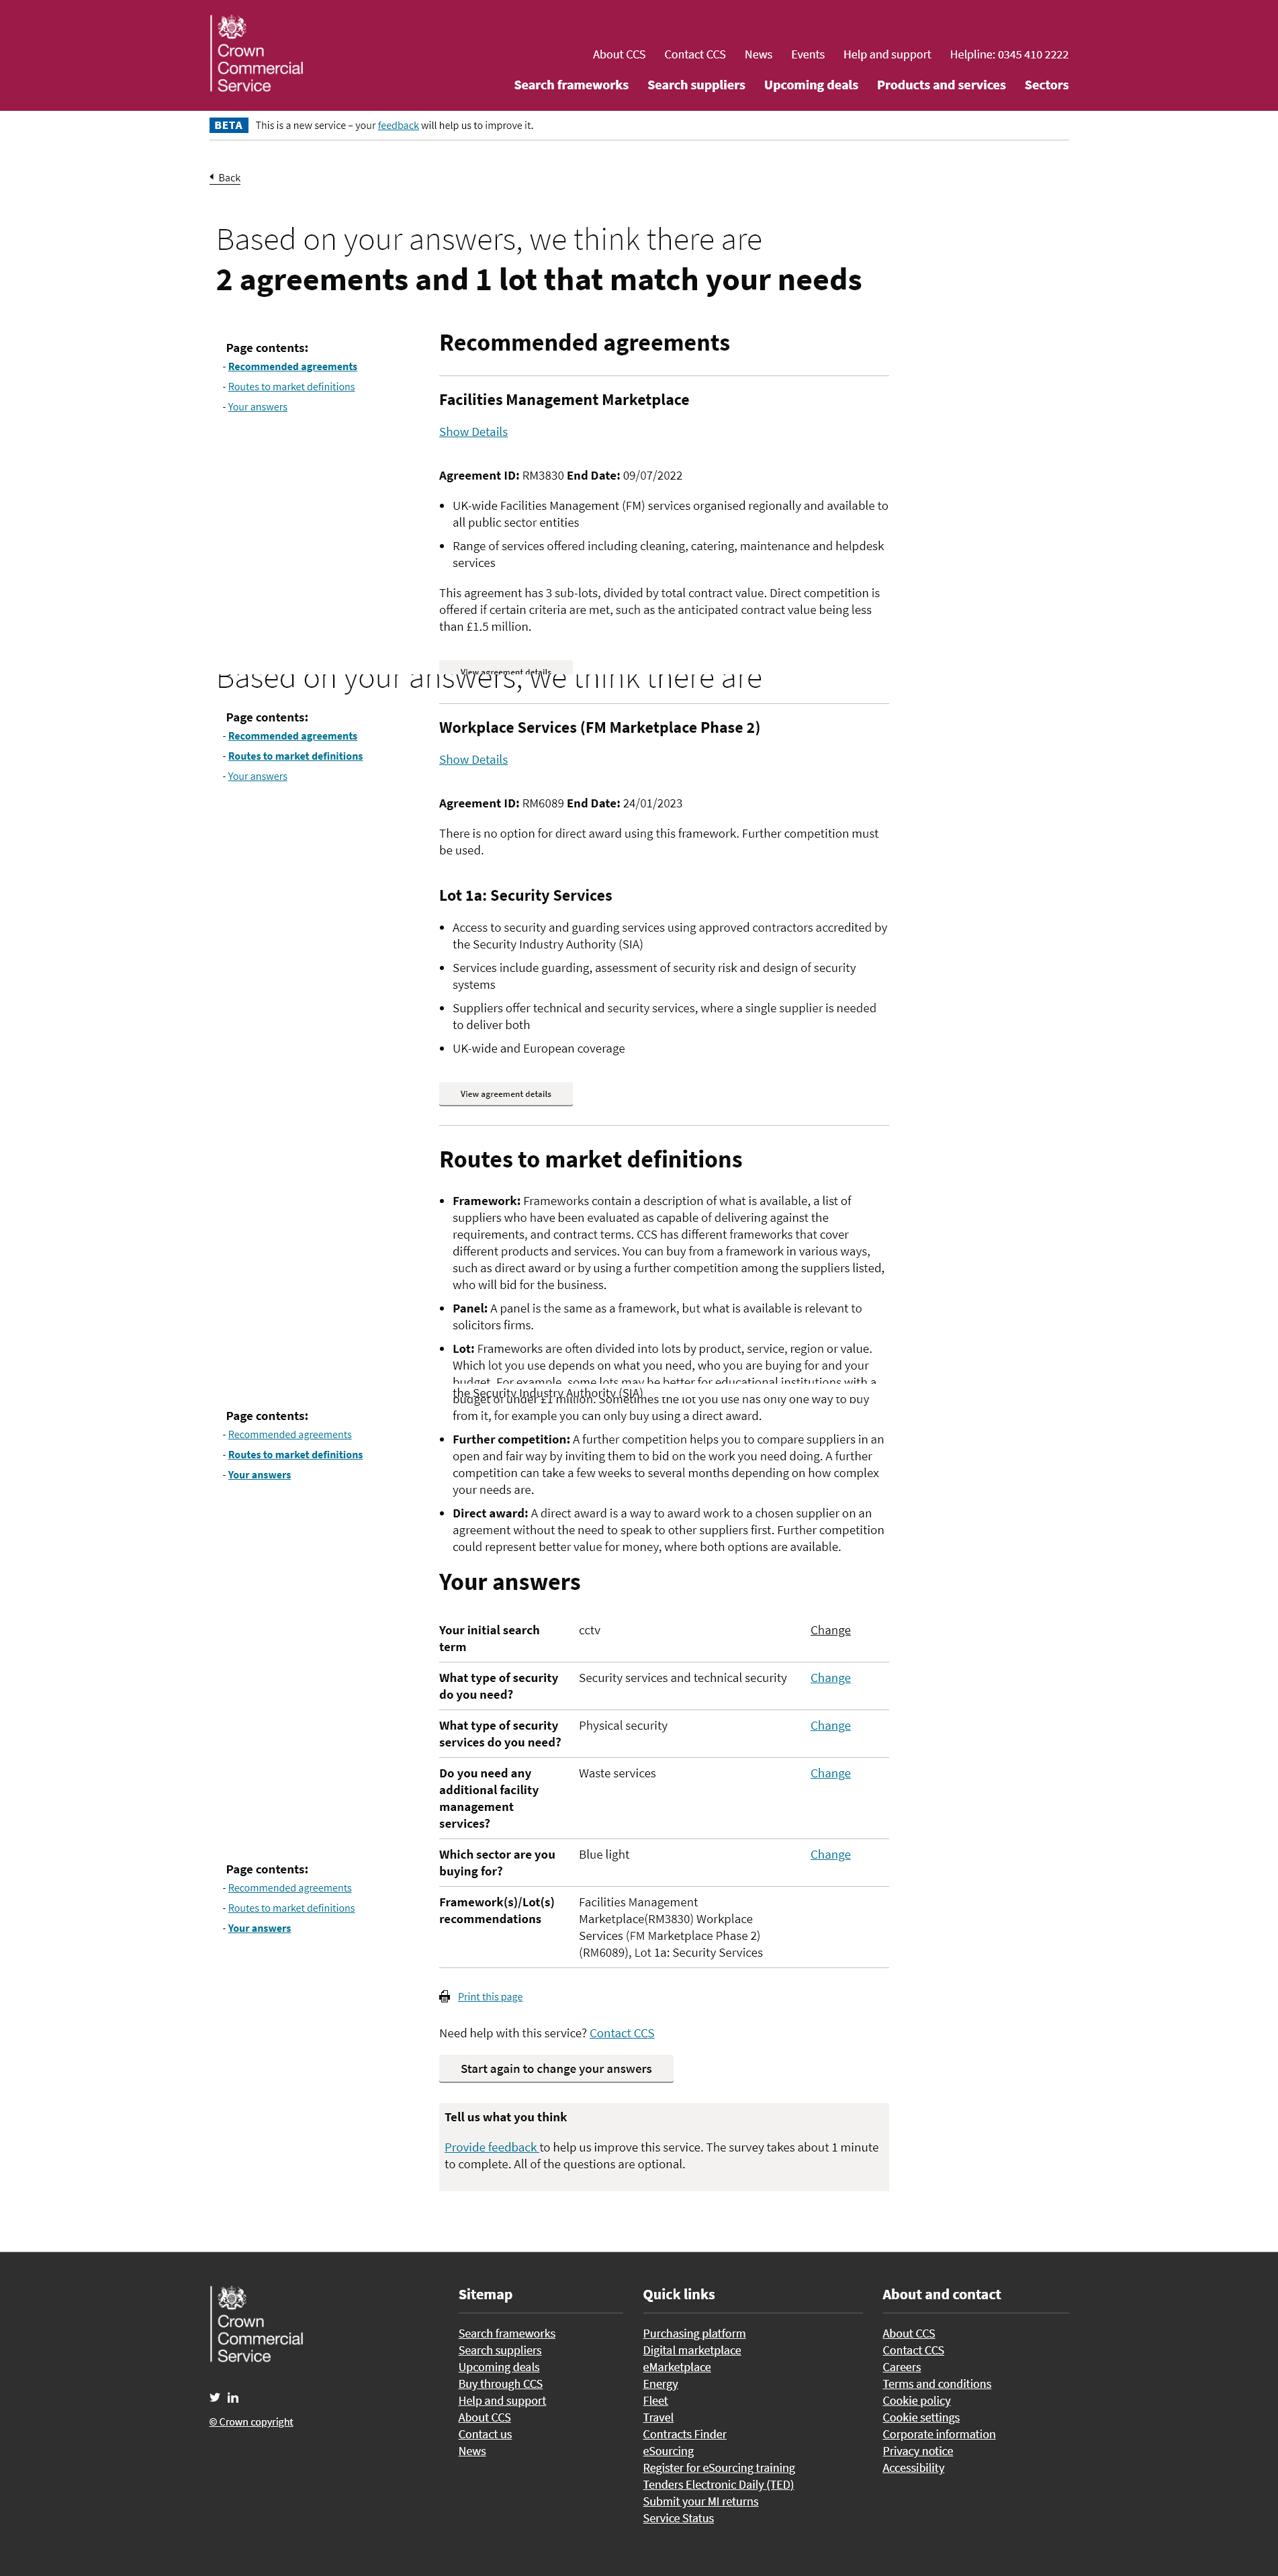 Crown
Commercial
Service
About CCS Contact CCS News Events Help and support Helpline: 0345 410 2222
Search frameworks Search suppliers Upcoming deals Products and services Sectors
BETA This is a new service – your feedback will help us to improve it.
Back
Based on your answers, we think there are
2 agreements and 1 lot that match your needs
Page contents:
- Recommended agreements
- Routes to market definitions
- Your answers
Recommended agreements
Facilities Management Marketplace
Show Details
Agreement ID: RM3830 End Date: 09/07/2022
• UK-wide Facilities Management (FM) services organised regionally and available to
all public sector entities
• Range of services offered including cleaning, catering, maintenance and helpdesk
services
This agreement has 3 sub-lots, divided by total contract value. Direct competition is
offered if certain criteria are met, such as the anticipated contract value being less
than £1.5 million.
View agreement details
Based on your answers, we think there are
Page contents:
- Recommended agreements
- Routes to market definitions
- Your answers
Workplace Services (FM Marketplace Phase 2)
Show Details
Agreement ID: RM6089 End Date: 24/01/2023
There is no option for direct award using this framework. Further competition must
be used.
Lot 1a: Security Services
• Access to security and guarding services using approved contractors accredited by
the Security Industry Authority (SIA)
• Services include guarding, assessment of security risk and design of security
systems
• Suppliers offer technical and security services, where a single supplier is needed
to deliver both
• UK-wide and European coverage
View agreement details
Routes to market definitions
• Framework: Frameworks contain a description of what is available, a list of
suppliers who have been evaluated as capable of delivering against the
requirements, and contract terms. CCS has different frameworks that cover
different products and services. You can buy from a framework in various ways,
such as direct award or by using a further competition among the suppliers listed,
who will bid for the business.
• Panel: A panel is the same as a framework, but what is available is relevant to
solicitors firms.
• Lot: Frameworks are often divided into lots by product, service, region or value.
Which lot you use depends on what you need, who you are buying for and your
budget. For example, some lots may be better for educational institutions with a
the Security Industry Authority (SIA)
budget of under £1 million. Sometimes the lot you use has only one way to buy
from it, for example you can only buy using a direct award.
Page contents:
- Recommended agreements
- Routes to market definitions
- Your answers
• Further competition: A further competition helps you to compare suppliers in an
open and fair way by inviting them to bid on the work you need doing. A further
competition can take a few weeks to several months depending on how complex
your needs are.
• Direct award: A direct award is a way to award work to a chosen supplier on an
agreement without the need to speak to other suppliers first. Further competition
could represent better value for money, where both options are available.
Your answers
Your initial search cctv Change
term
What type of security Security services and technical security Change
do you need?
What type of security Physical security Change
services do you need?
Do you need any Waste services Change
additional facility
management
services?
Which sector are you Blue light Change
buying for?
Page contents:
- Recommended agreements
- Routes to market definitions
- Your answers
Framework(s)/Lot(s) Facilities Management
recommendations Marketplace(RM3830) Workplace
Services (FM Marketplace Phase 2)
(RM6089), Lot 1a: Security Services
Print this page
Need help with this service? Contact CCS
Start again to change your answers
Tell us what you think
Provide feedback to help us improve this service. The survey takes about 1 minute
to complete. All of the questions are optional.
Crown
Commercial
Service
© Crown copyright
Sitemap
Search frameworks
Search suppliers
Upcoming deals
Buy through CCS
Help and support
About CCS
Contact us
News
Quick links
Purchasing platform
Digital marketplace
eMarketplace
Energy
Fleet
Travel
Contracts Finder
eSourcing
Register for eSourcing training
Tenders Electronic Daily (TED)
Submit your MI returns
Service Status
About and contact
About CCS
Contact CCS
Careers
Terms and conditions
Cookie policy
Cookie settings
Corporate information
Privacy notice
Accessibility